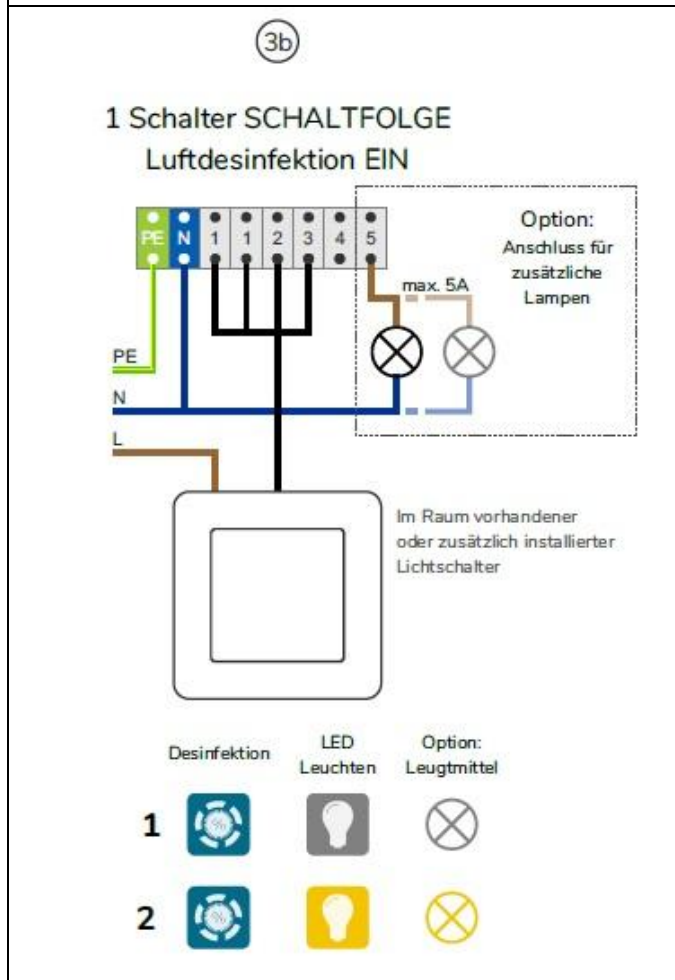 3b
1 Schalter SCHALTFOLGE
Luftdesinfektion EIN
PE N 1 1 2 3 4 5
Option:
Anschluss für
zusätzliche
Lampen
max. 5A
PE
N
L
Im Raum vorhandener
oder zusätzlich installierter
Lichtschalter
Desinfektion
LED
Leuchten
Option:
Leugtmittel
1
%
2
%